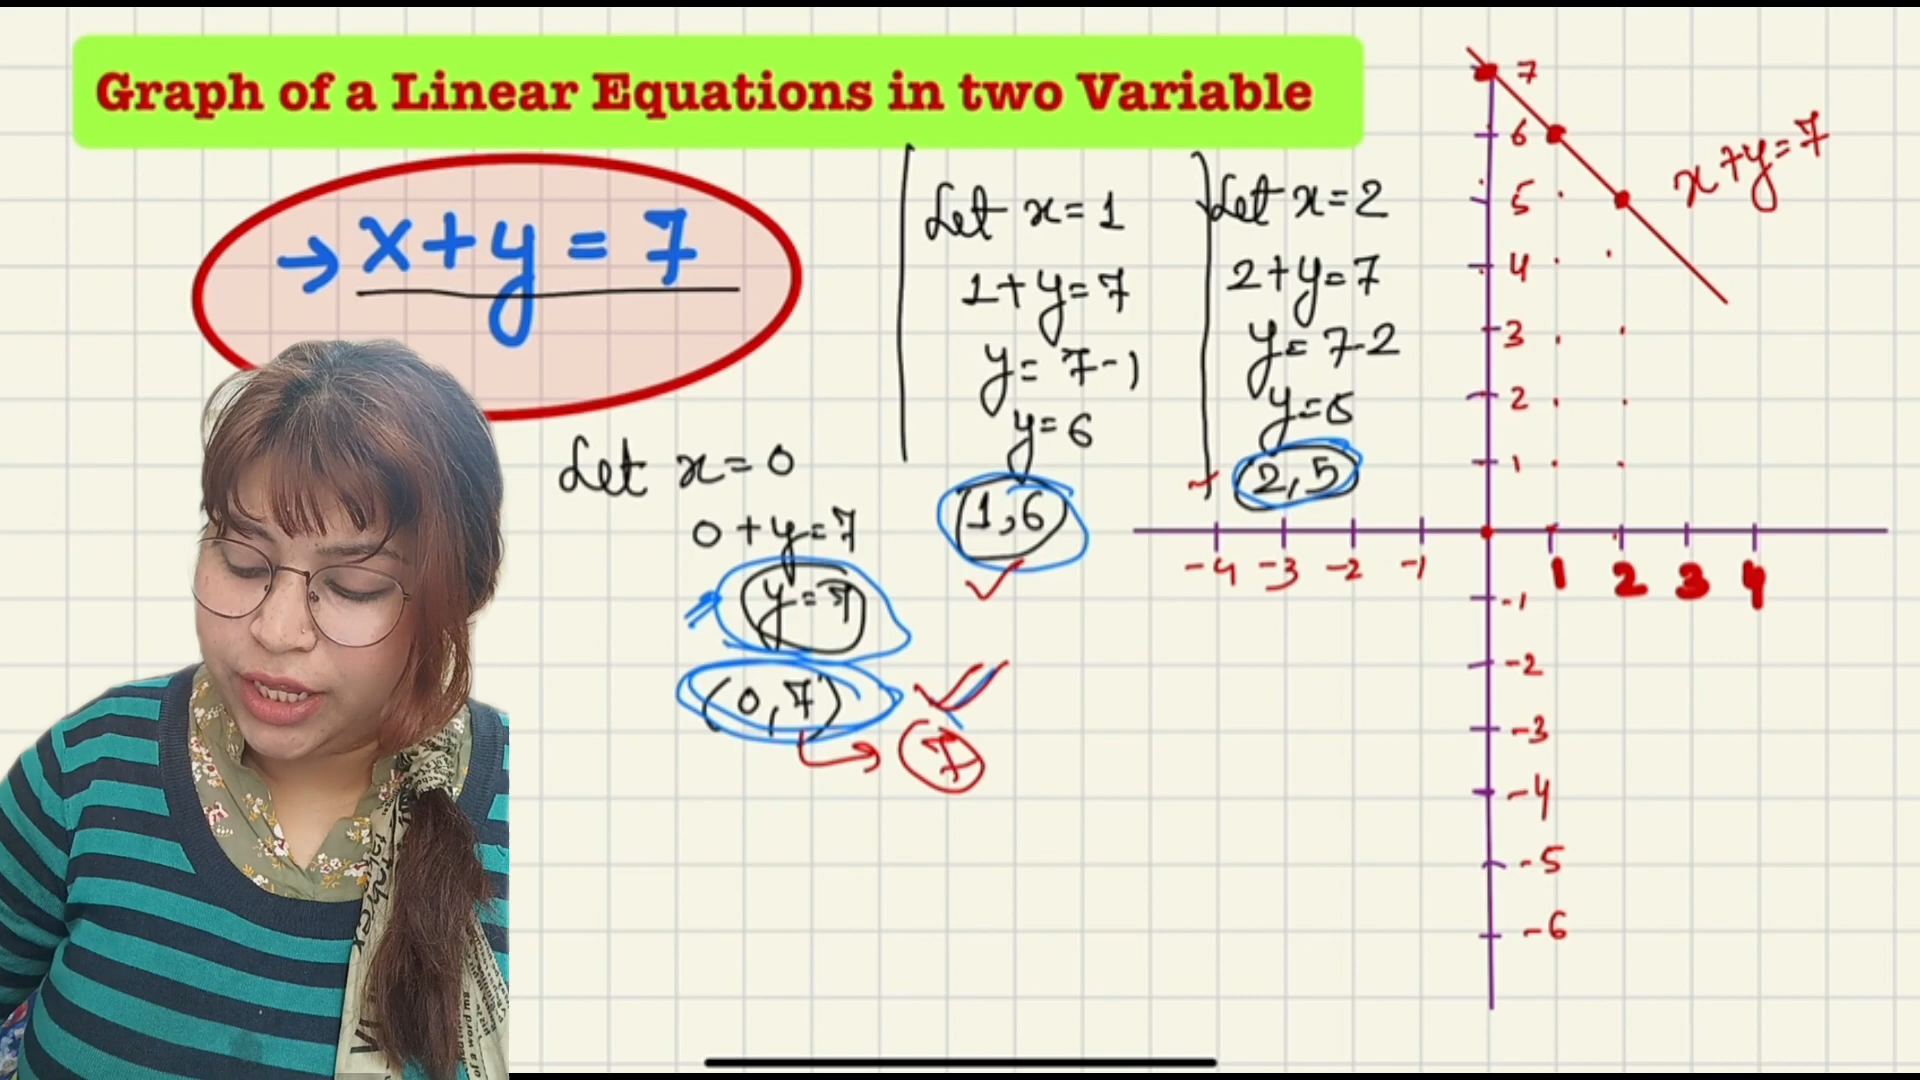 Graph of a Linear Equations in two Variable
→ x+y = 7
Let x=0
0+y=7
⇒ y=7
(0,7) ✓
7
Let x=1
1+y=7
y=7-1
y=6
1,6
✓
Let x=2
2+y=7
y=7-2
y=5
2,5
x+y=7
7
6
5
4
3
2
1
-4 -3 -2 -1 1 2 3 4
-1
-2
-3
-4
-5
-6